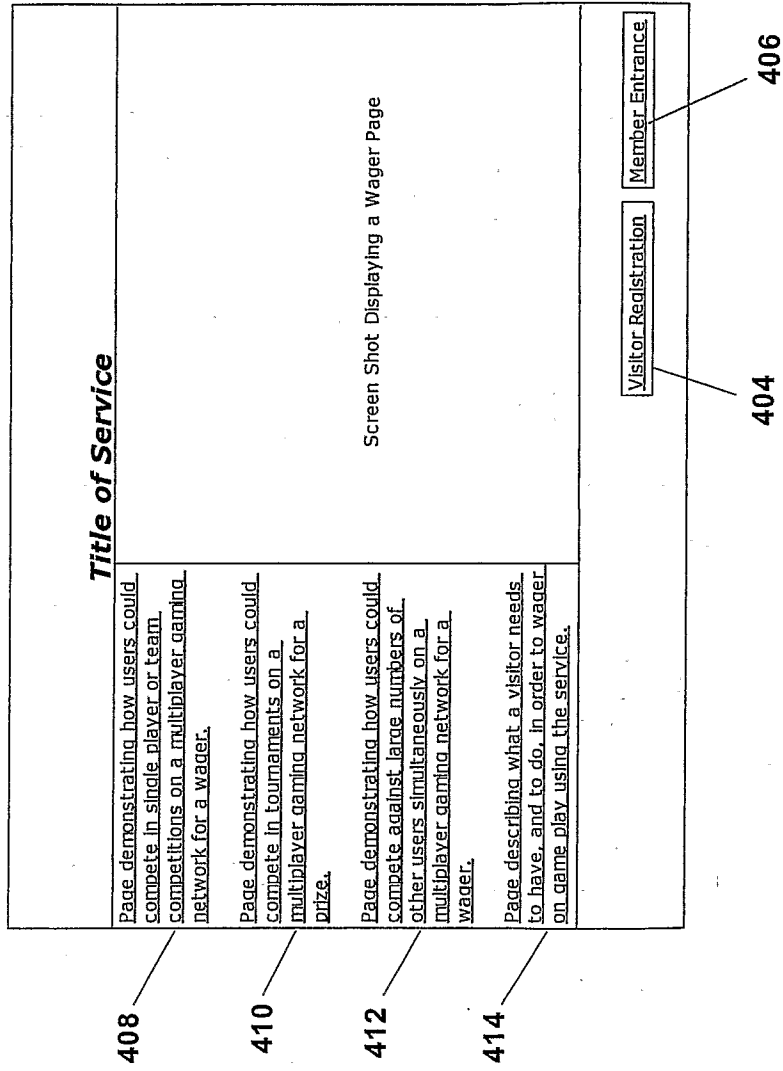 Title of Service
Page demonstrating how users could
compete in single player or team
competitions on a multiplayer gaming
network for a wager.
Page demonstrating how users could
compete in tournaments on a
multiplayer gaming network for a
prize.
Page demonstrating how users could
compete against large numbers of
other users simultaneously on a
multiplayer gaming network for a
wager.
Page describing what a visitor needs
to have, and to do, in order to wager
on game play using the service.
Screen Shot Displaying a Wager Page
Visitor Registration
Member Entrance
408
410
412
414
404
406